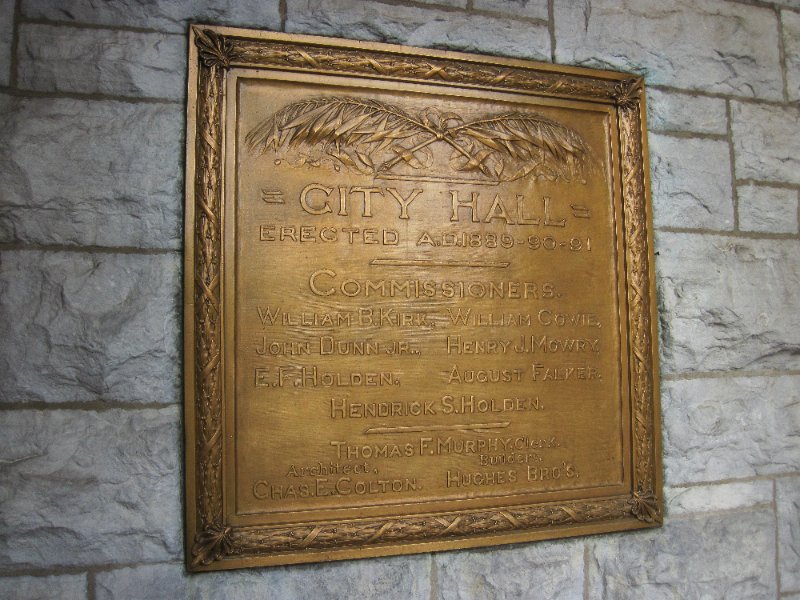 = CITY HALL =
ERECTED A.D. 1889-90-91
COMMISSIONERS.
WILLIAM B. KIRK, WILLIAM COWIE,
JOHN DUNN JR., HENRY J. MOWRY,
E.F. HOLDEN. AUGUST FALKER.
HENDRICK S. HOLDEN.
THOMAS F. MURPHY, Clerk.
Architect, Builders,
CHAS. E. COLTON. HUGHES BRO'S.